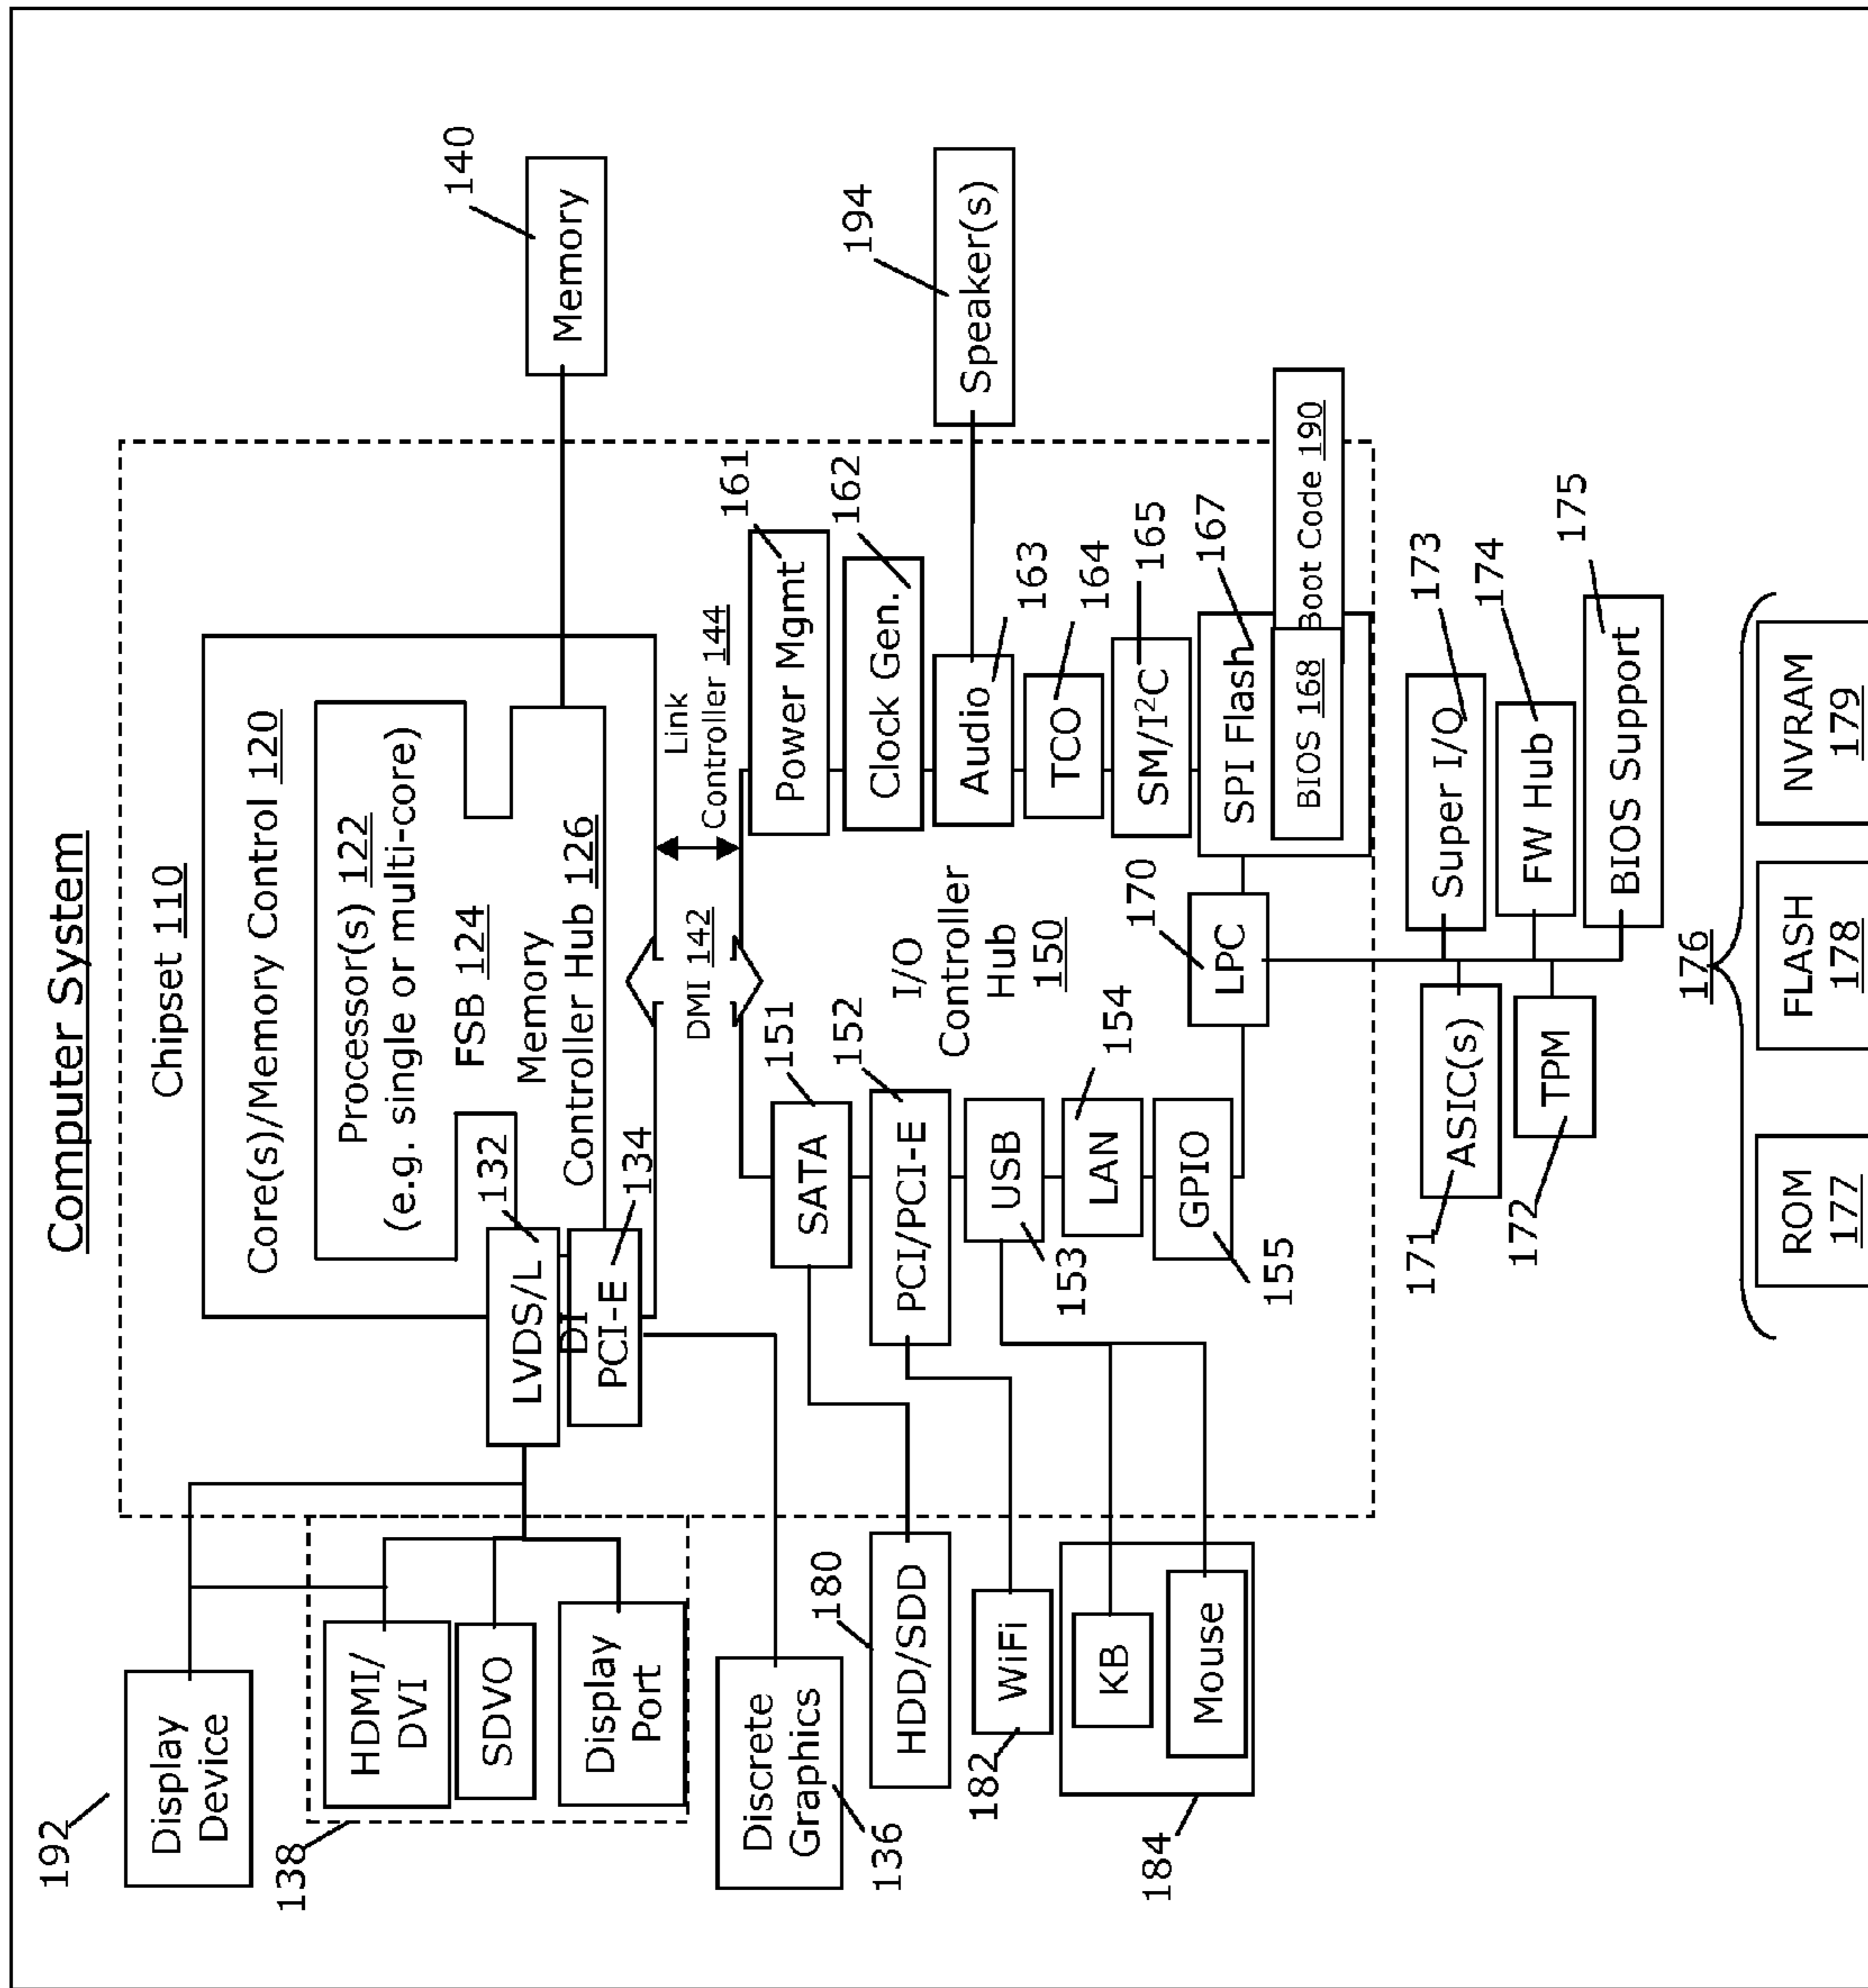 Computer System
Chipset 110
Core(s)/Memory Control 120
Processor(s) 122
(e.g. single or multi-core)
FSB 124
Memory
Controller Hub 126
LVDS/L
DI
132
PCI-E
134
Memory
140
192
Display
Device
138
HDMI/
DVI
SDVO
Display
Port
Discrete
Graphics
136
DMI 142
Link
Controller 144
I/O
Controller
Hub
150
SATA
151
PCI/PCI-E
152
USB
153
LAN
154
GPIO
155
Power Mgmt
161
Clock Gen.
162
Audio
163
TCO
164
SM/I²C
165
SPI Flash
167
BIOS 168
Boot Code 190
Speaker(s)
194
HDD/SDD
180
WiFi
182
KB
Mouse
184
LPC
170
ASIC(s)
171
TPM
172
Super I/O
173
FW Hub
174
BIOS Support
175
176
ROM
177
FLASH
178
NVRAM
179